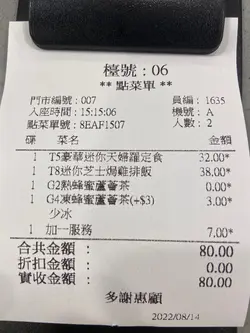 檯號 : 06
** 點菜單 **
門市編號 : 007 員編 : 1635
入座時間 : 15:15:06 機號 : A
點菜單號 : 8EAF1507 人數 : 2
碟 菜名 金額
1 T5豪華迷你天婦羅定食 32.00*
1 T8迷你芝士焗雞排飯 38.00*
1 G2熱蜂蜜蘆薈茶 0.00*
1 G4凍蜂蜜蘆薈茶(+$) 3.00*
少冰
1 加一服務 7.00*
合共金額 : 80.00
折扣金額 : 0.00
實收金額 : 80.00
多謝惠顧
2022/08/14